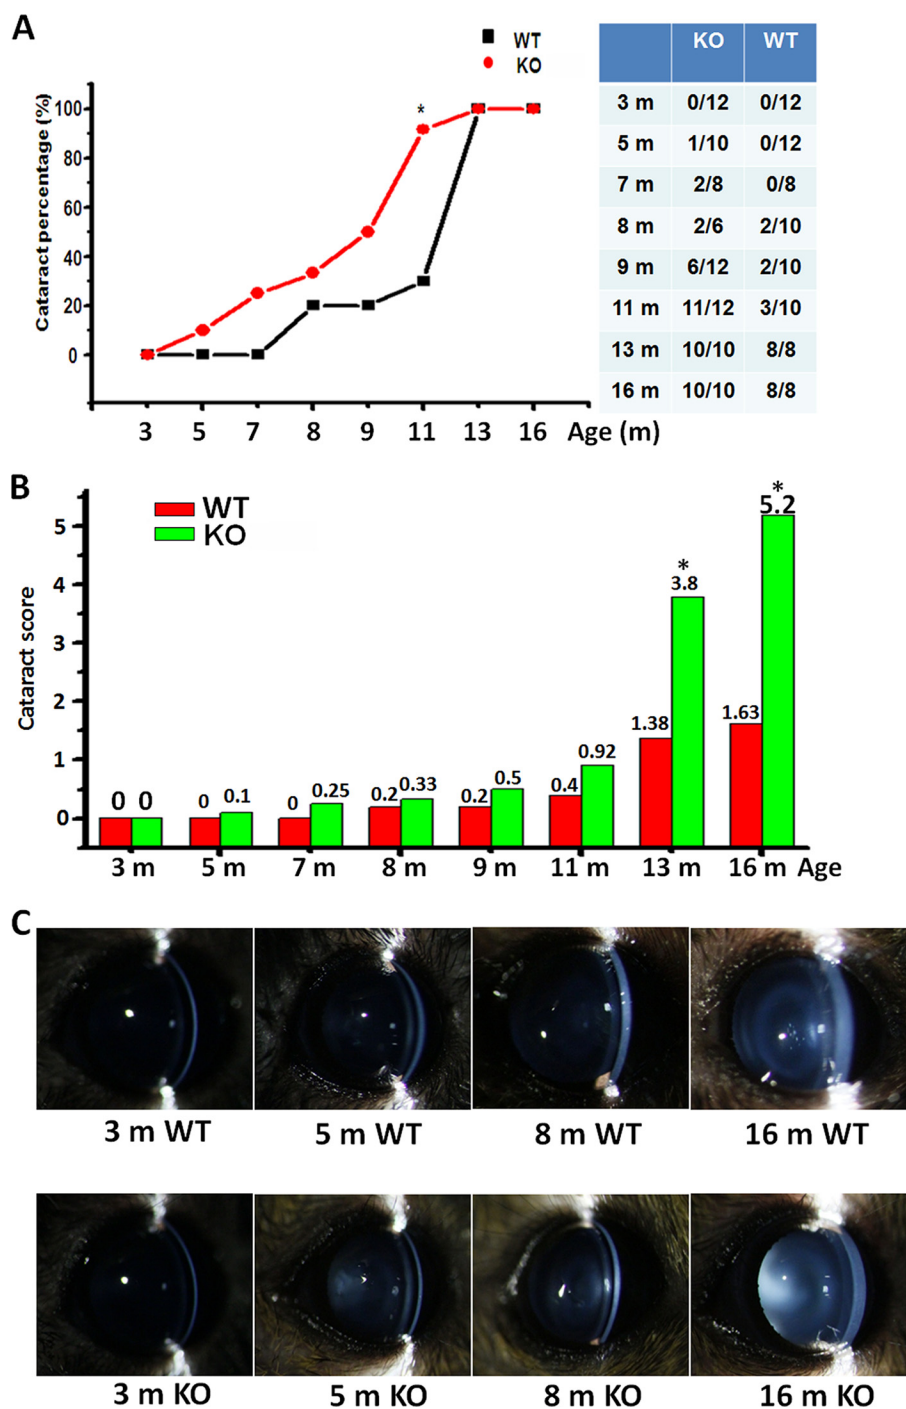 A
WT
KO
Cataract percentage (%)
100
80
60
40
20
0
*
3 5 7 8 9 11 13 16 Age (m)
KO WT
3 m 0/12 0/12
5 m 1/10 0/12
7 m 2/8 0/8
8 m 2/6 2/10
9 m 6/12 2/10
11 m 11/12 3/10
13 m 10/10 8/8
16 m 10/10 8/8
B
WT
KO
Cataract score
5
4
3
2
1
0
0 0 0 0.1 0 0.25 0.2 0.33 0.2 0.5 0.4 0.92 1.38 * 3.8 1.63 * 5.2
3 m 5 m 7 m 8 m 9 m 11 m 13 m 16 m Age
C
3 m WT 5 m WT 8 m WT 16 m WT
3 m KO 5 m KO 8 m KO 16 m KO